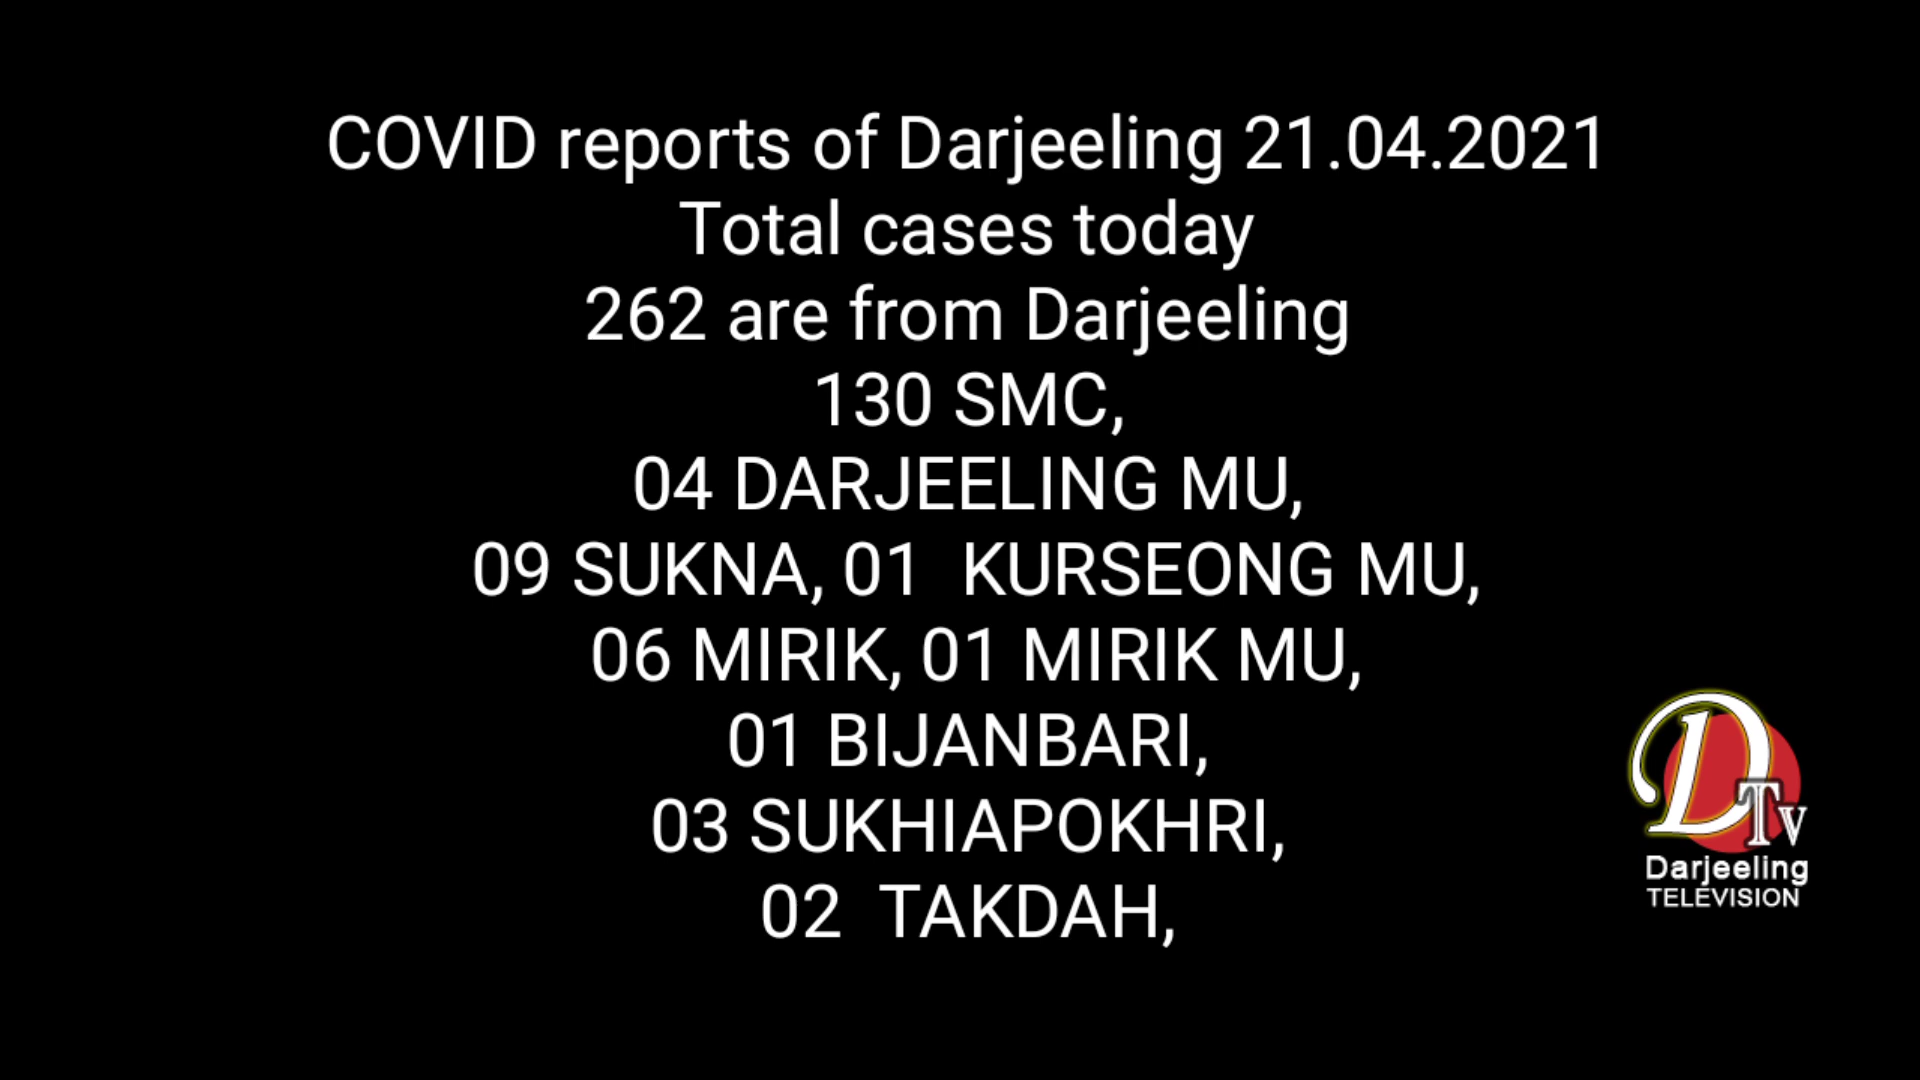 COVID reports of Darjeeling 21.04.2021
Total cases today
262 are from Darjeeling
130 SMC,
04 DARJEELING MU,
09 SUKNA, 01  KURSEONG MU,
06 MIRIK, 01 MIRIK MU,
01 BIJANBARI,
03 SUKHIAPOKHRI,
02  TAKDAH,
DTV
Darjeeling
TELEVISION